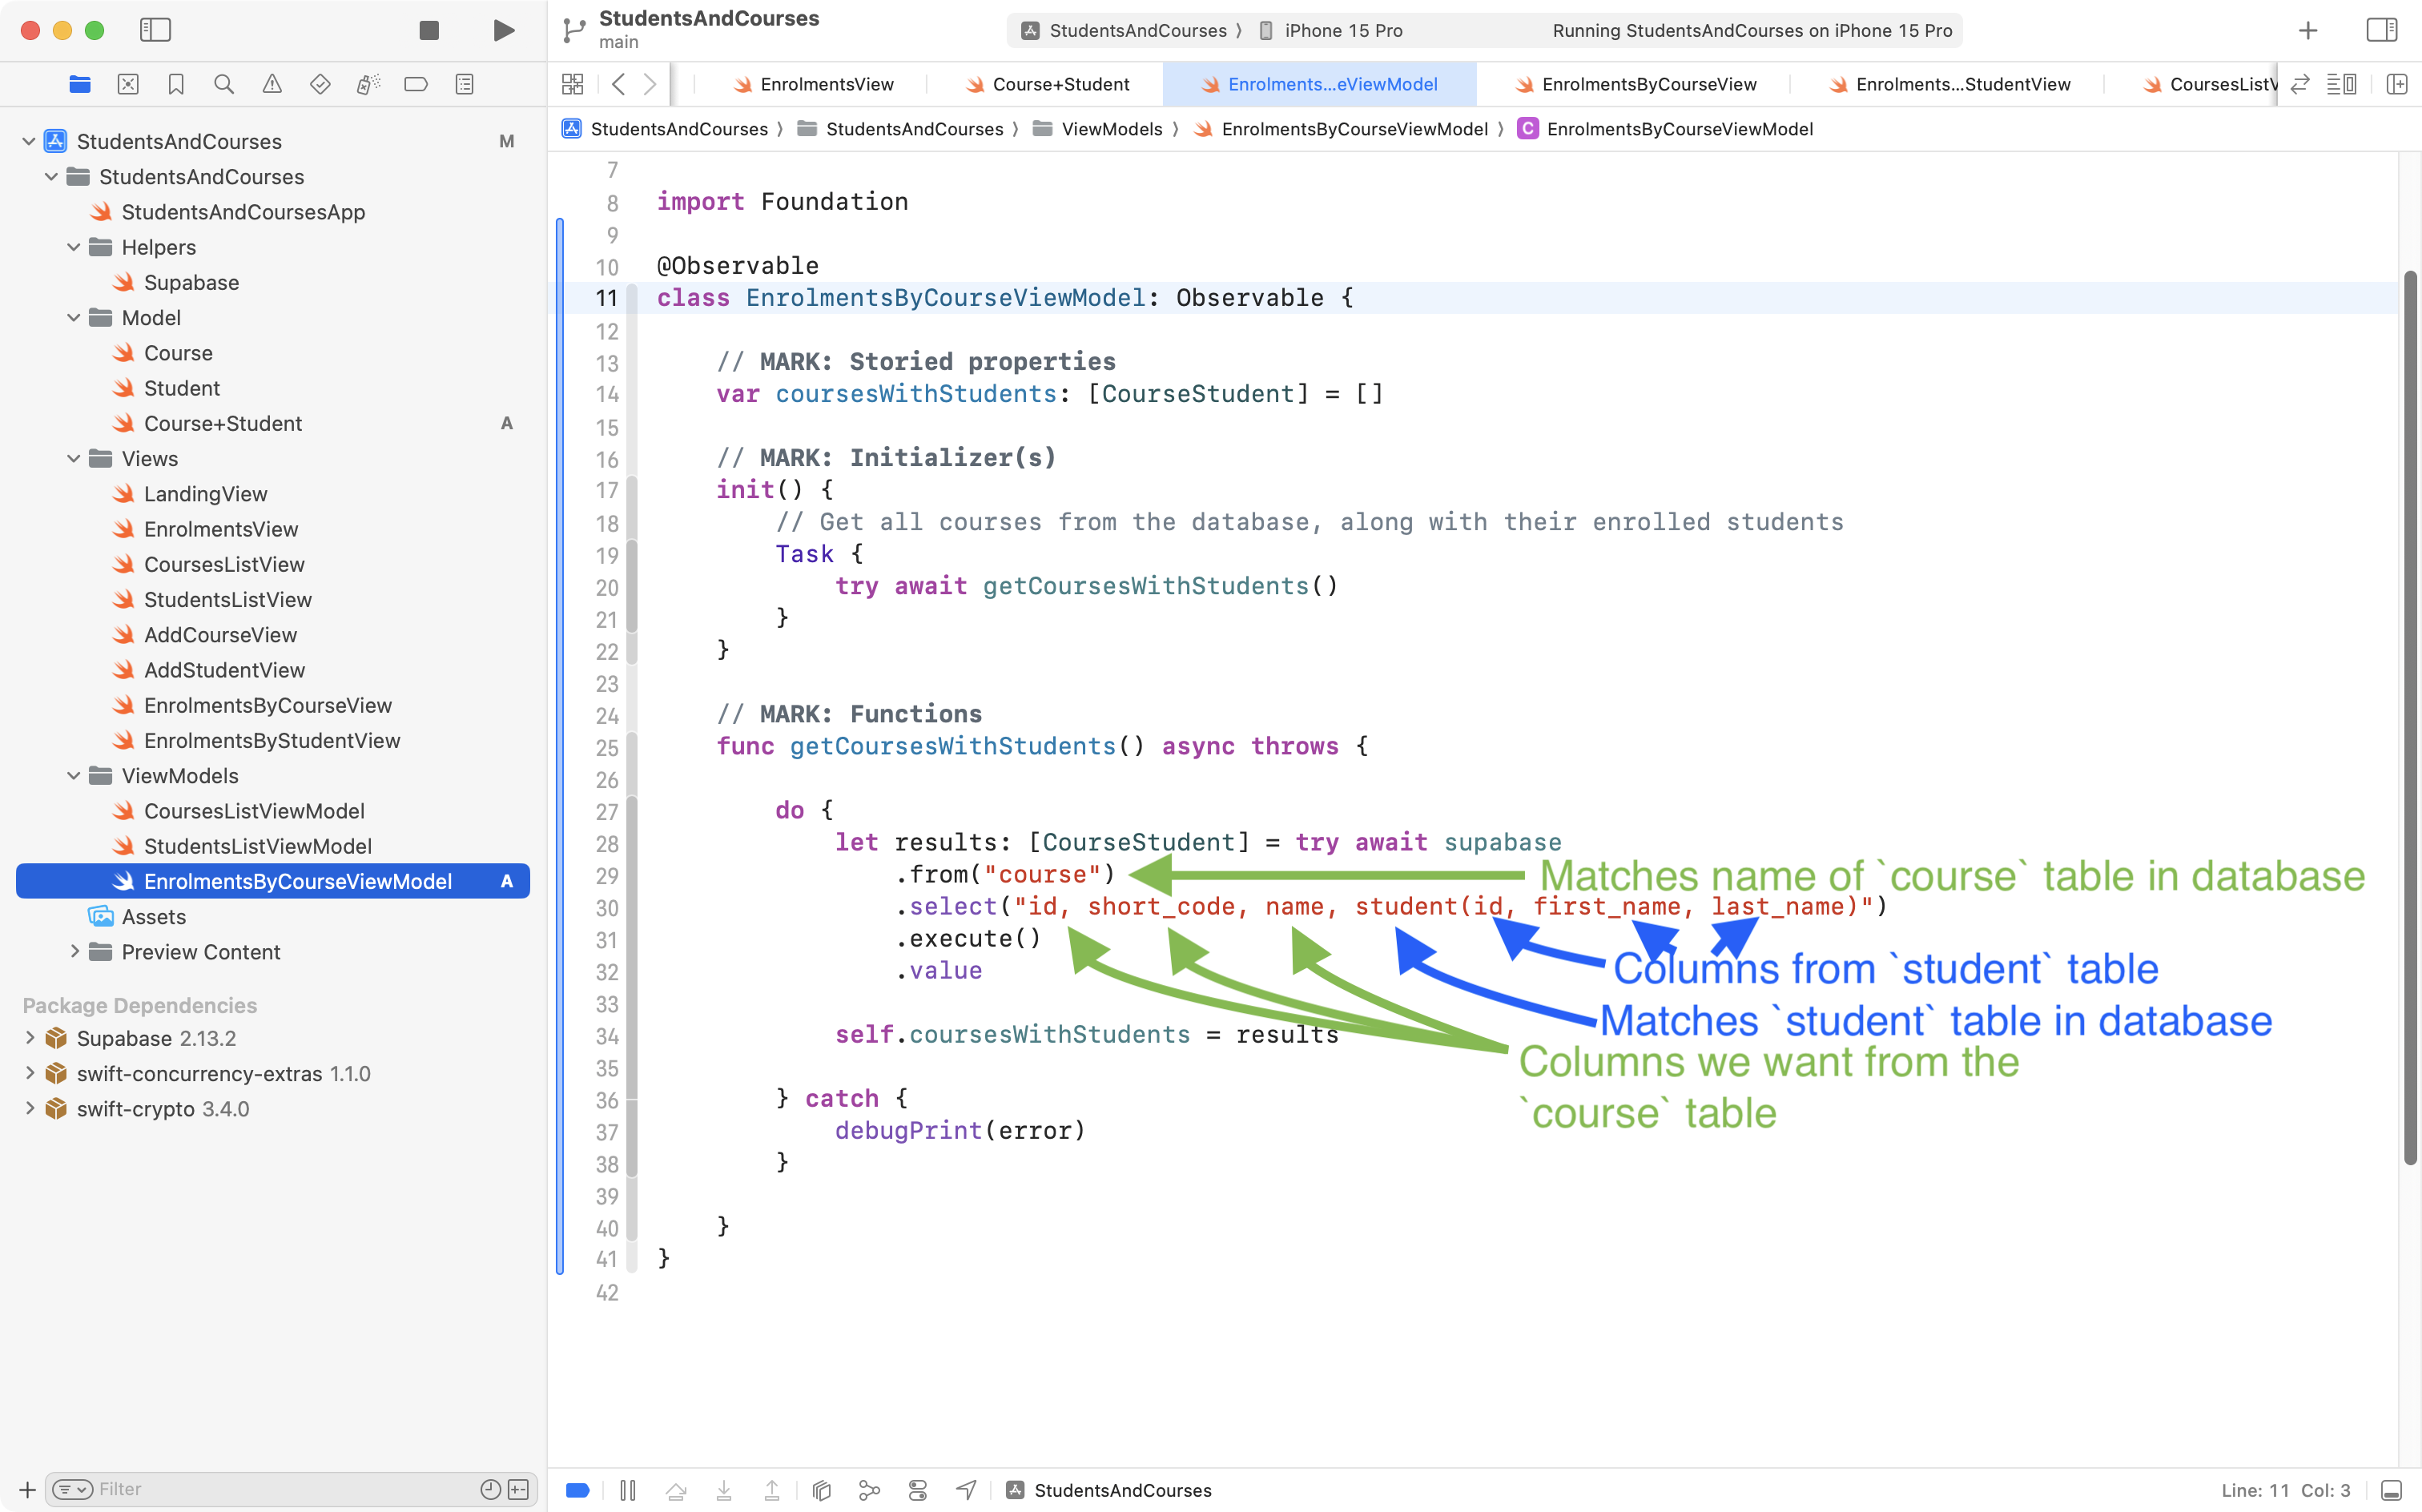 StudentsAndCourses
main
StudentsAndCourses 〉 iPhone 15 Pro
Running StudentsAndCourses on iPhone 15 Pro
EnrolmentsView
Course+Student
Enrolments...eViewModel
EnrolmentsByCourseView
Enrolments...StudentView
CoursesListV
StudentsAndCourses 〉 StudentsAndCourses 〉 ViewModels 〉 EnrolmentsByCourseViewModel 〉 C EnrolmentsByCourseViewModel
StudentsAndCourses M
StudentsAndCourses
StudentsAndCoursesApp
Helpers
Supabase
Model
Course
Student
Course+Student A
Views
LandingView
EnrolmentsView
CoursesListView
StudentsListView
AddCourseView
AddStudentView
EnrolmentsByCourseView
EnrolmentsByStudentView
ViewModels
CoursesListViewModel
StudentsListViewModel
EnrolmentsByCourseViewModel A
Assets
Preview Content
Package Dependencies
Supabase 2.13.2
swift-concurrency-extras 1.1.0
swift-crypto 3.4.0
Filter
7
8 import Foundation
9
10 @Observable
11 class EnrolmentsByCourseViewModel: Observable {
12
13 // MARK: Storied properties
14 var coursesWithStudents: [CourseStudent] = []
15
16 // MARK: Initializer(s)
17 init() {
18 // Get all courses from the database, along with their enrolled students
19 Task {
20 try await getCoursesWithStudents()
21 }
22 }
23
24 // MARK: Functions
25 func getCoursesWithStudents() async throws {
26
27 do {
28 let results: [CourseStudent] = try await supabase
29 .from("course")
30 .select("id, short_code, name, student(id, first_name, last_name)")
31 .execute()
32 .value
33
34 self.coursesWithStudents = results
35
36 } catch {
37 debugPrint(error)
38 }
39
40 }
41 }
42
Matches name of `course` table in database
Columns from `student` table
Matches `student` table in database
Columns we want from the
`course` table
StudentsAndCourses
Line: 11 Col: 3